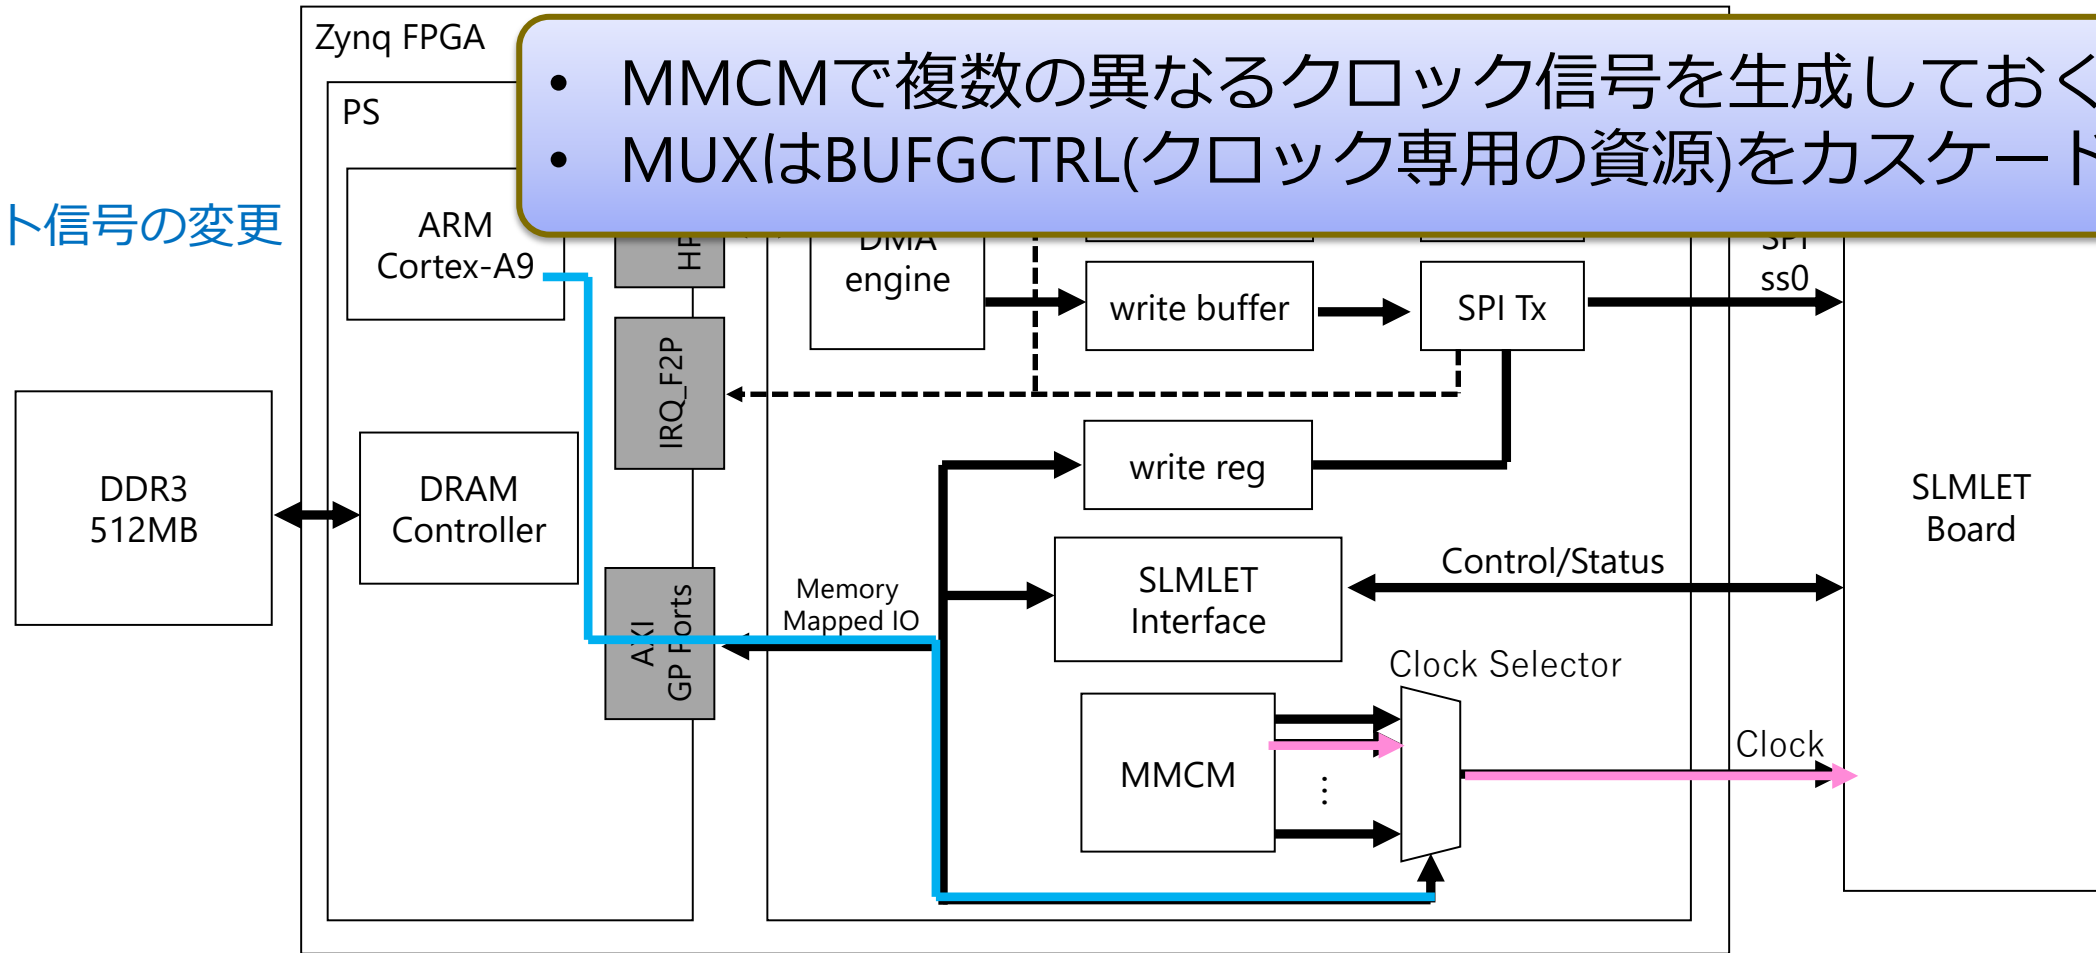 Zynq FPGA
• MMCMで複数の異なるクロック信号を生成しておく
• MUXはBUFGCTRL(クロック専用の資源)をカスケード
PS
ト信号の変更
ARM
Cortex-A9
HP
DMA
engine
write buffer
SPI Tx
SPI
ss0
IRQ_F2P
DDR3
512MB
DRAM
Controller
write reg
SLMLET
Board
AXI
GP Ports
Memory
Mapped IO
SLMLET
Interface
Control/Status
Clock Selector
MMCM
⋮
Clock